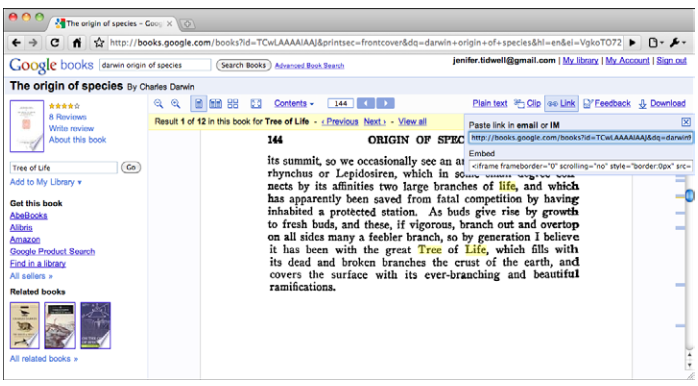 The origin of species – Goog
http://books.google.com/books?id=TCwLAAAAIAAJ&printsec=frontcover&dq=darwin+origin+of+species&hl=en&ei=VgkoTO72
Google books
darwin origin of species
Search Books
Advanced Book Search
jenifer.tidwell@gmail.com | My library | My Account | Sign out
The origin of species By Charles Darwin
8 Reviews
Write review
About this book
Tree of Life
Go
Add to My Library
Get this book
AbeBooks
Alibris
Amazon
Google Product Search
Find in a library
All sellers »
Related books
All related books »
Contents
144
Plain text
Clip
Link
Feedback
Download
Result 1 of 12 in this book for Tree of Life - ‹ Previous Next › - View all
Paste link in email or IM
http://books.google.com/books?id=TCwLAAAAIAAJ&dq=darwin
Embed
<iframe frameborder="0" scrolling="no" style="border:0px" src=
144 ORIGIN OF SPEC
its summit, so we occasionally see an
rhynchus or Lepidosiren, which in
nects by its affinities two large branches of life, and which
has apparently been saved from fatal competition by having
inhabited a protected station. As buds give rise by growth
to fresh buds, and these, if vigorous, branch out and overtop
on all sides many a feebler branch, so by generation I believe
it has been with the great Tree of Life, which fills with
its dead and broken branches the crust of the earth, and
covers the surface with its ever-branching and beautiful
ramifications.